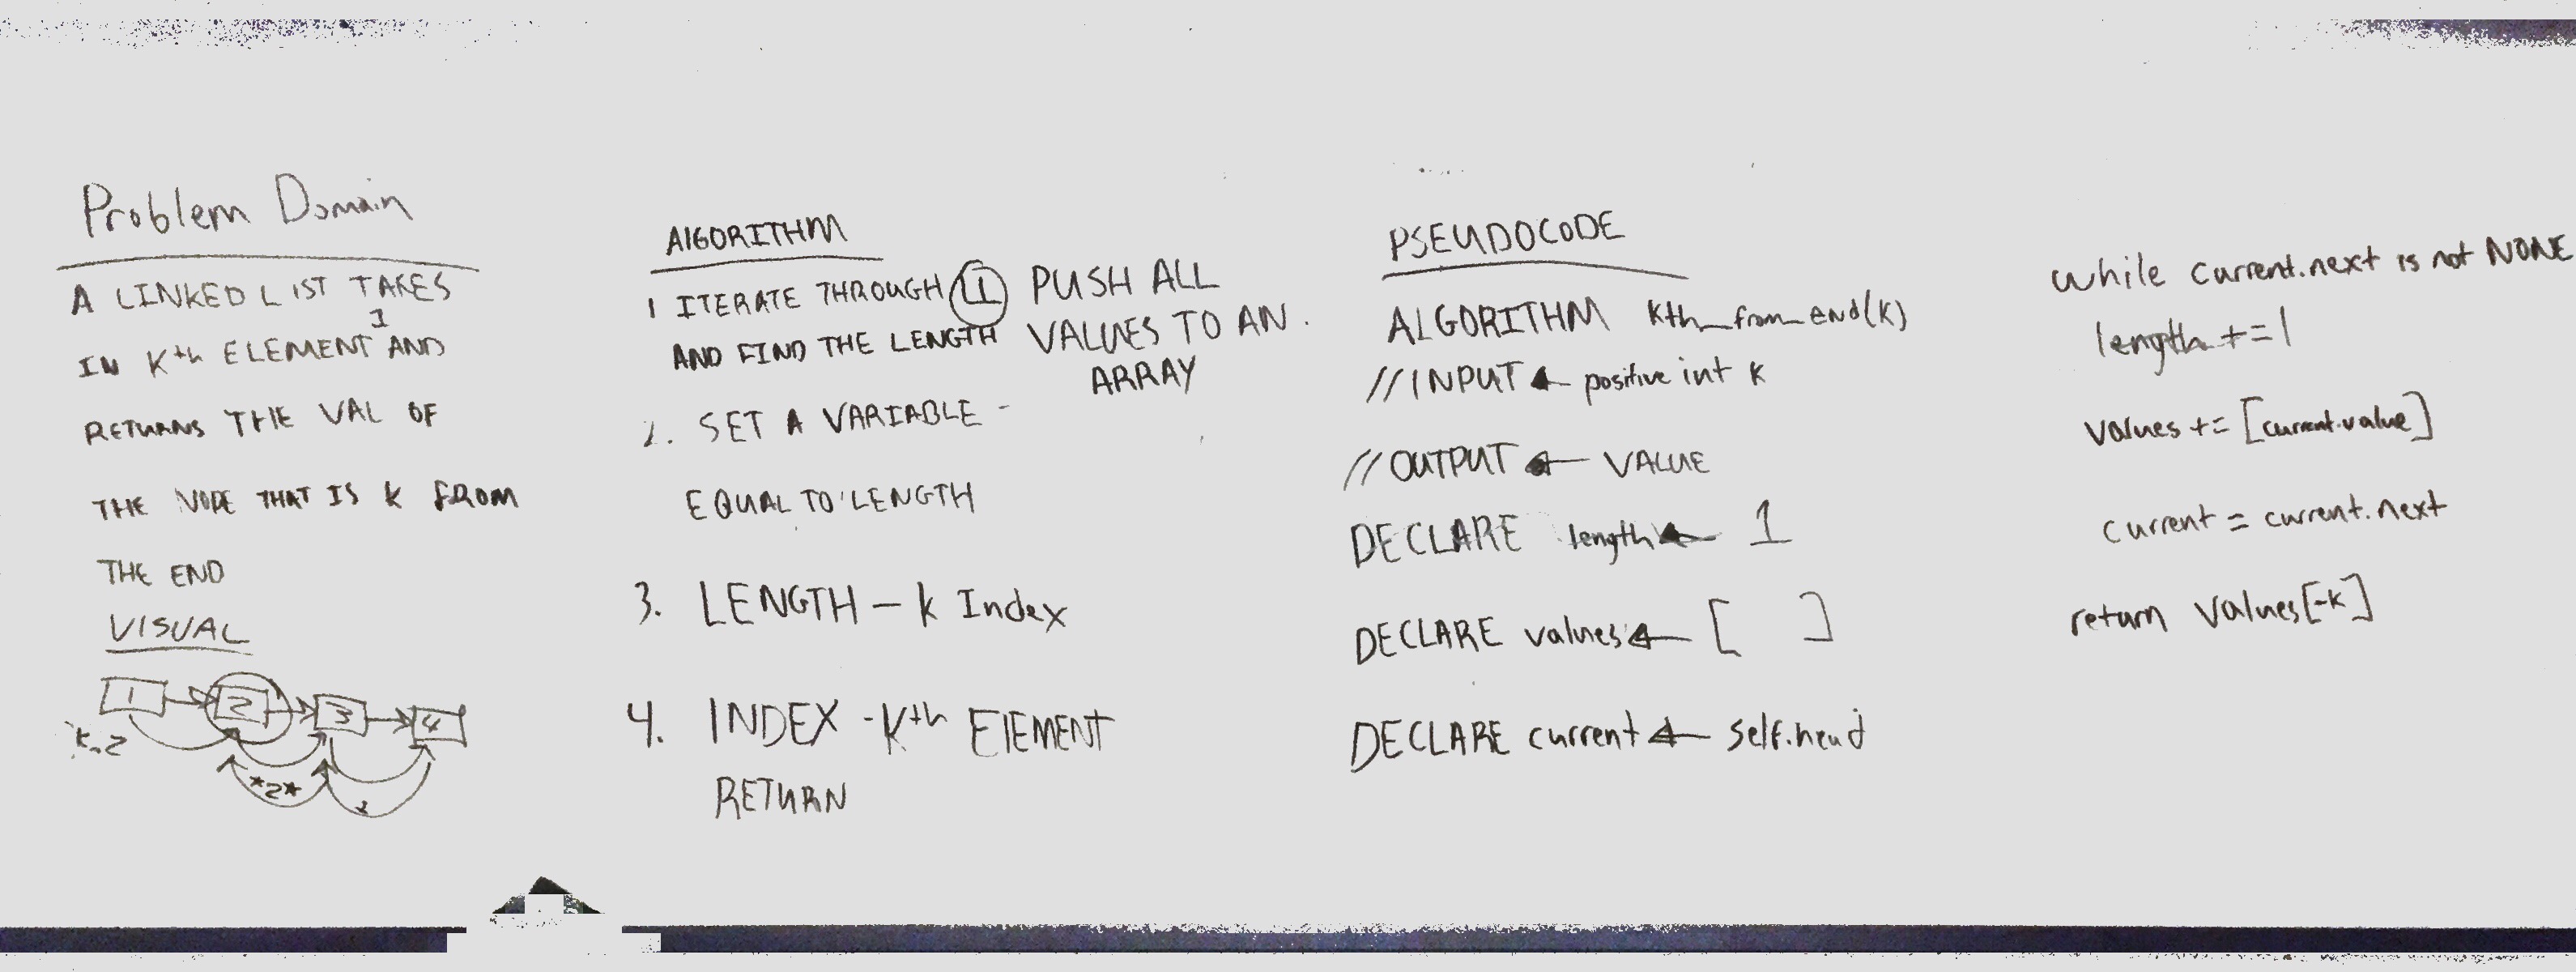 Problem Domain
A LINKED LIST TAKES
IN Kth ELEMENT 1 AND
RETURNS THE VAL OF
THE NODE THAT IS K FROM
THE END
VISUAL
1 2 3 4
K=2
*2* 1
AlGORITHM
1 ITERATE THROUGH LL PUSH ALL
AND FIND THE LENGTH VALUES TO AN
ARRAY
2. SET A VARIABLE -
EQUAL TO LENGTH
3. LENGTH - k Index
4. INDEX - Kth ElEMENT
RETURN
PSEUDOCODE
ALGORITHM kth_from_end(k)
// INPUT ← positive int k
// OUTPUT ← VALUE
DECLARE length ← 1
DECLARE values ← [ ]
DECLARE current ← self.head
while current.next is not NONE
length += 1
values += [current.value]
current = current.next
return values[-k]